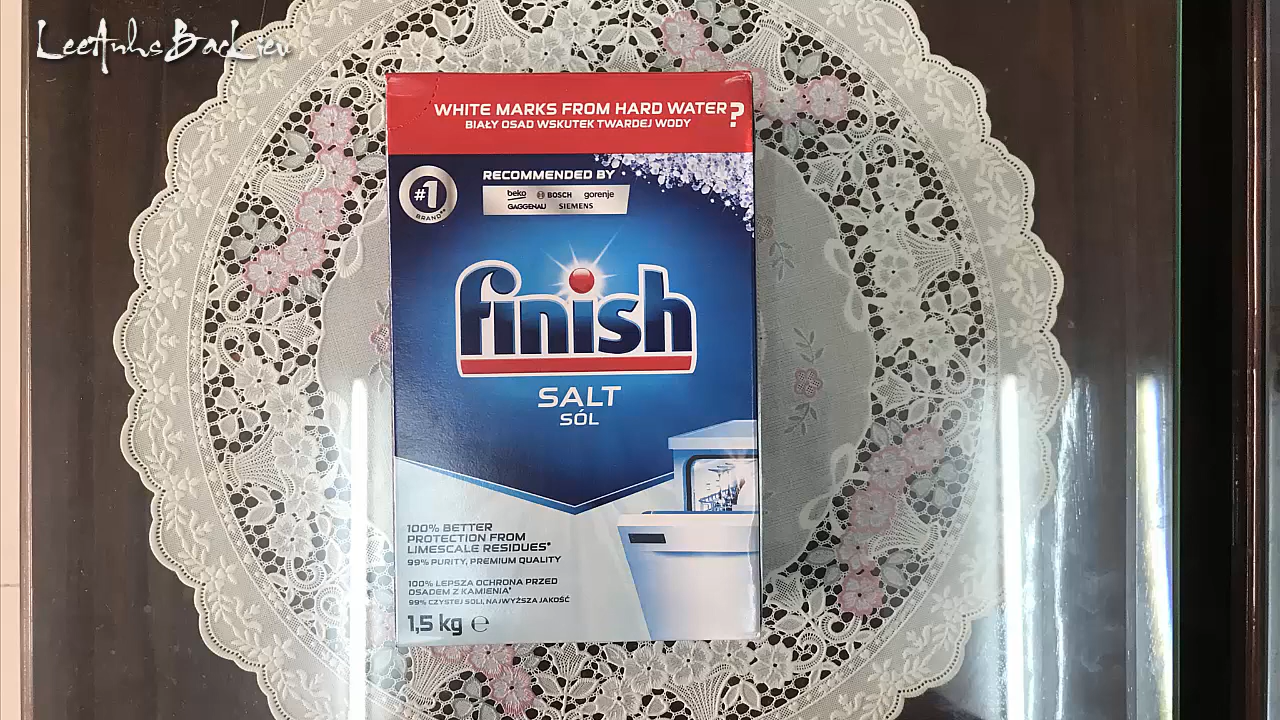 LeeAnhsBacLieu
WHITE MARKS FROM HARD WATER?
BIAŁY OSAD WSKUTEK TWARDEJ WODY
#1
BRAND**
RECOMMENDED BY
beko BOSCH gorenje
GAGGENAU SIEMENS
finish
SALT
SÓL
100% BETTER
PROTECTION FROM
LIMESCALE RESIDUES*
99% PURITY, PREMIUM QUALITY
100% LEPSZA OCHRONA PRZED
OSADEM Z KAMIENIA*
99% CZYSTEJ SOLI, NAJWYŻSZA JAKOŚĆ
1,5 kg ℮